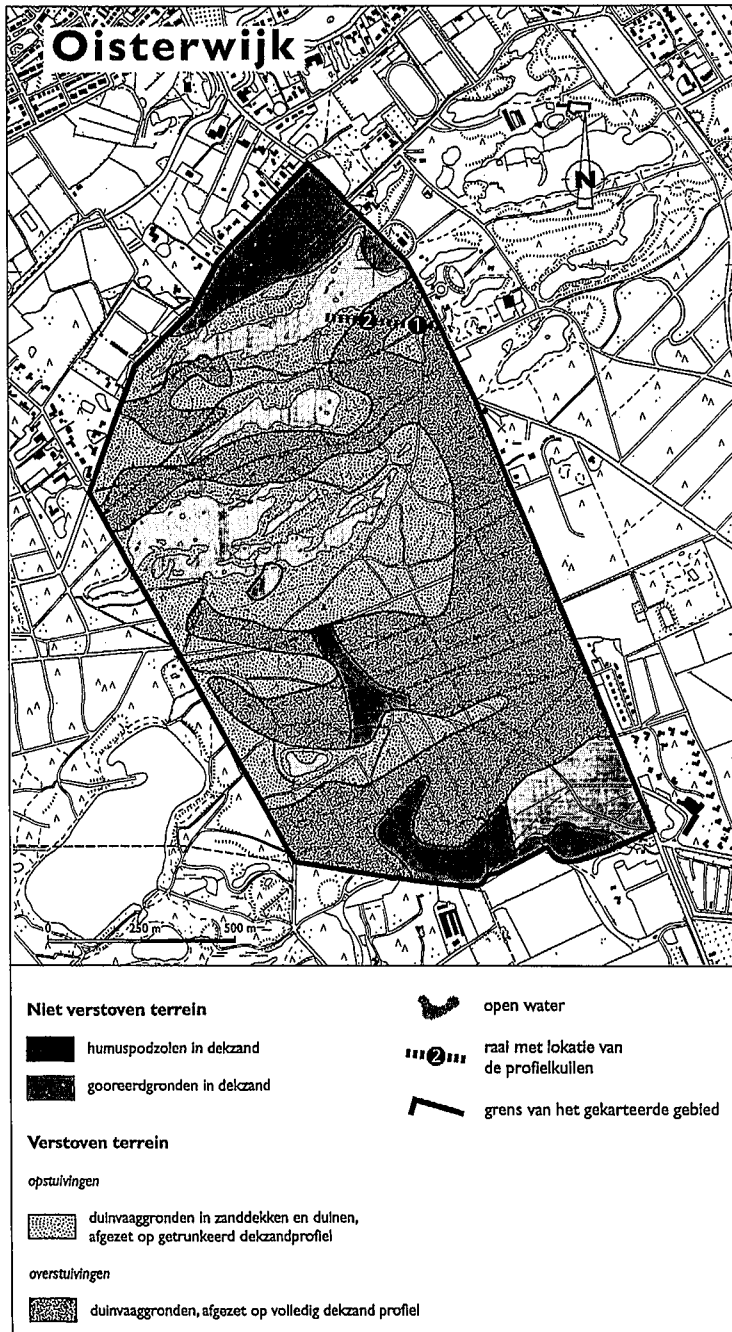 Oisterwijk
N
2
1
0 250 m 500 m
Niet verstoven terrein
humuspodzolen in dekzand
gooreerdgronden in dekzand
Verstoven terrein
opstuivingen
duinvaaggronden in zanddekken en duinen,
afgezet op getrunkeerd dekzandprofiel
overstuivingen
duinvaaggronden, afgezet op volledig dekzand profiel
open water
2
raai met lokatie van
de profielkuilen
grens van het gekarteerde gebied